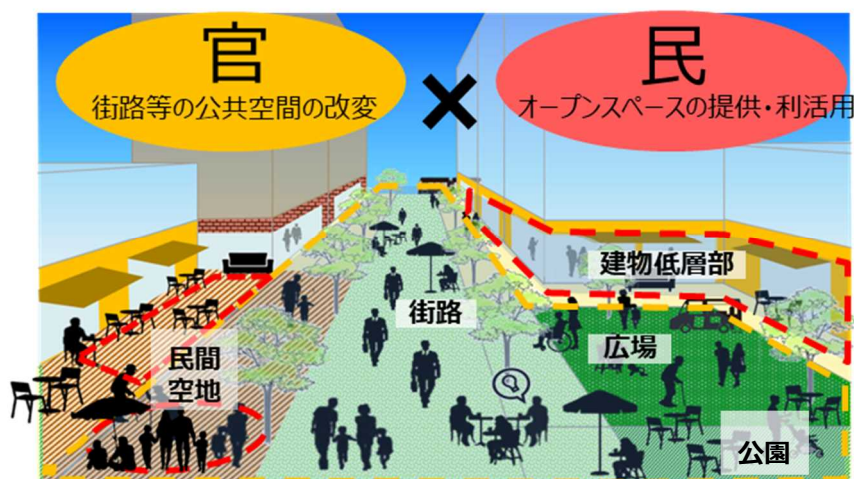 官
街路等の公共空間の改変
×
民
オープンスペースの提供・利活用
建物低層部
街路
広場
民間
空地
公園